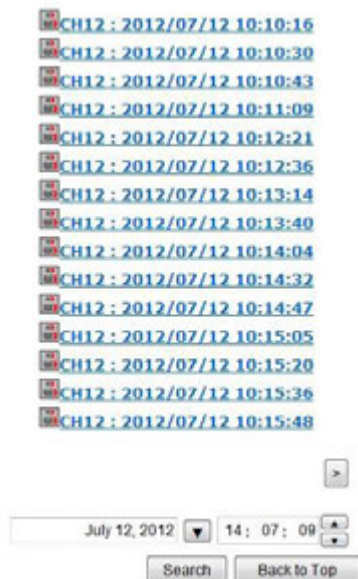 CH12 : 2012/07/12 10:10:16
CH12 : 2012/07/12 10:10:30
CH12 : 2012/07/12 10:10:43
CH12 : 2012/07/12 10:11:09
CH12 : 2012/07/12 10:12:21
CH12 : 2012/07/12 10:12:36
CH12 : 2012/07/12 10:13:14
CH12 : 2012/07/12 10:13:40
CH12 : 2012/07/12 10:14:04
CH12 : 2012/07/12 10:14:32
CH12 : 2012/07/12 10:14:47
CH12 : 2012/07/12 10:15:05
CH12 : 2012/07/12 10:15:20
CH12 : 2012/07/12 10:15:36
CH12 : 2012/07/12 10:15:48
>
July 12, 2012 14 : 07 : 09
Search Back to Top